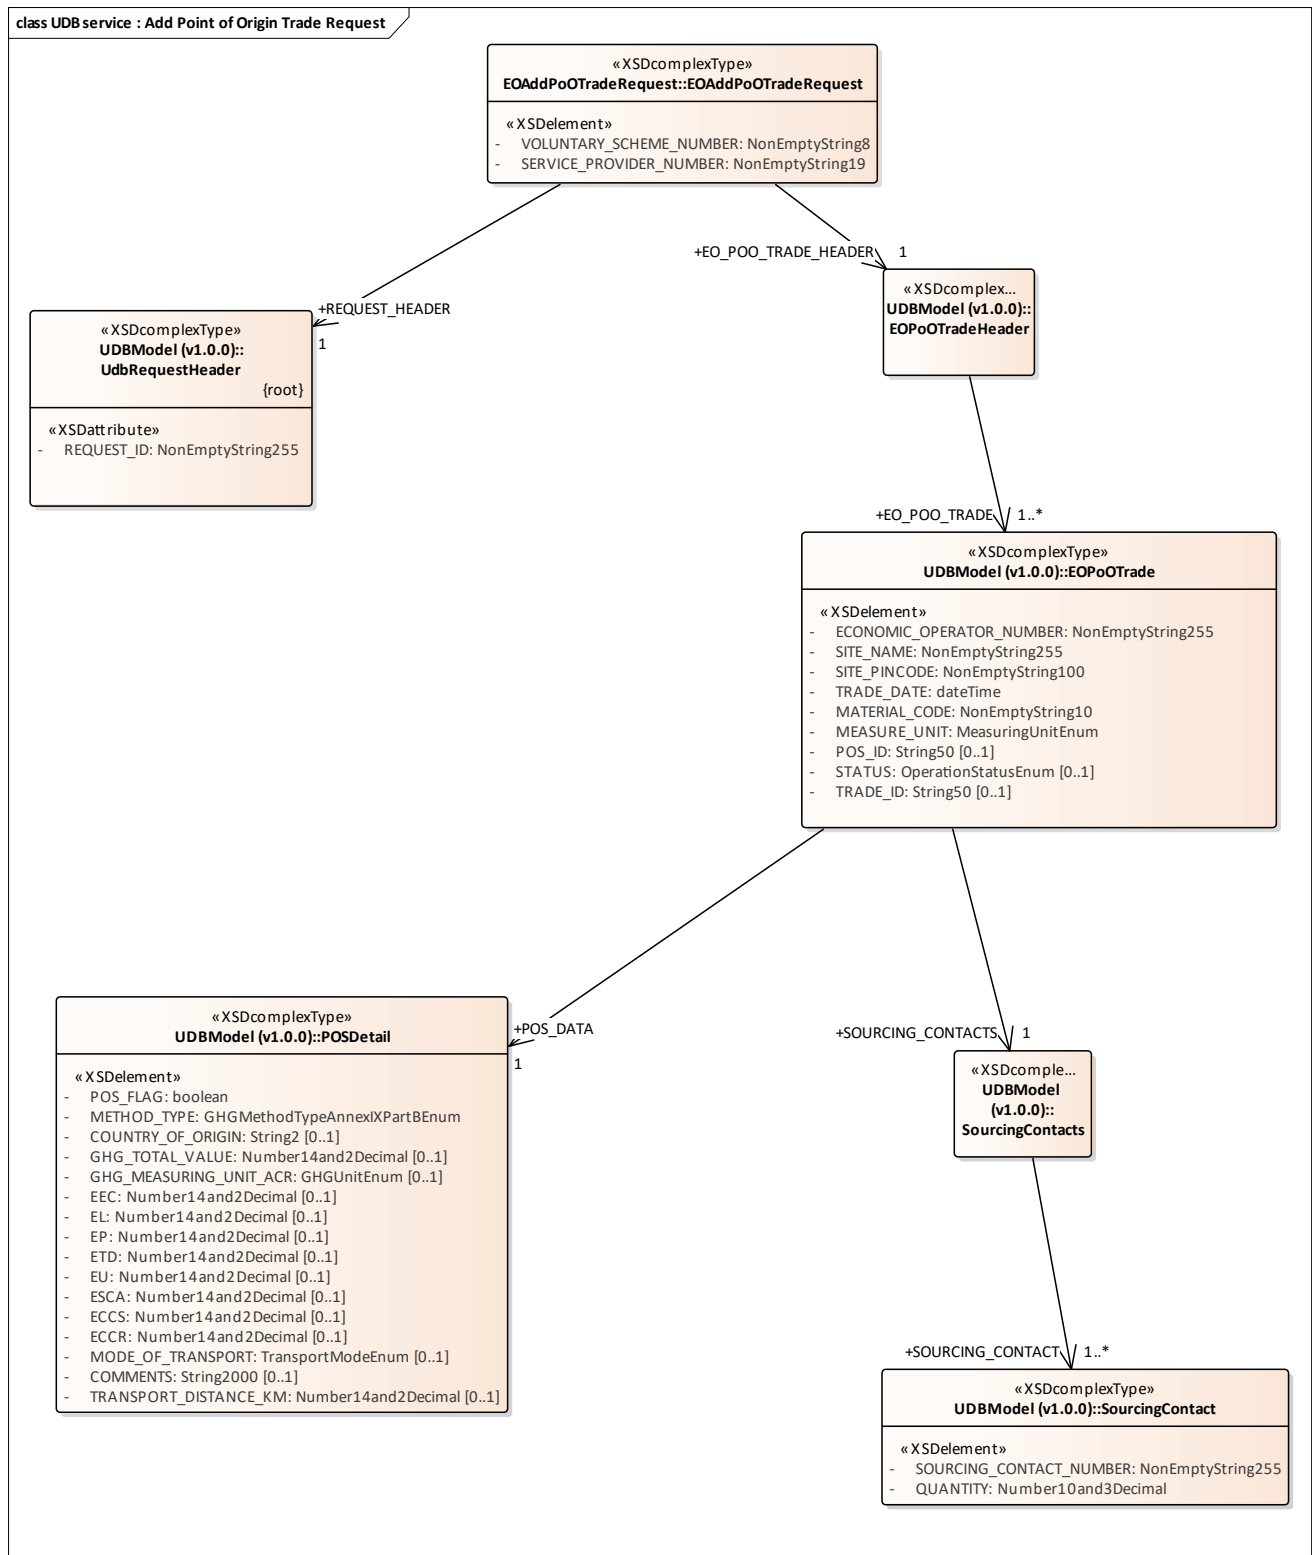 class UDB service : Add Point of Origin Trade Request
«XSDcomplexType»
EOAddPoOTradeRequest::EOAddPoOTradeRequest
«XSDelement»
- VOLUNTARY_SCHEME_NUMBER: NonEmptyString8
- SERVICE_PROVIDER_NUMBER: NonEmptyString19
+EO_POO_TRADE_HEADER 1
«XSDcomplex...
UDBModel (v1.0.0)::
EOPoOTradeHeader
+REQUEST_HEADER
1
«XSDcomplexType»
UDBModel (v1.0.0)::
UdbRequestHeader
{root}
«XSDattribute»
- REQUEST_ID: NonEmptyString255
+EO_POO_TRADE 1..*
«XSDcomplexType»
UDBModel (v1.0.0)::EOPoOTrade
«XSDelement»
- ECONOMIC_OPERATOR_NUMBER: NonEmptyString255
- SITE_NAME: NonEmptyString255
- SITE_PINCODE: NonEmptyString100
- TRADE_DATE: dateTime
- MATERIAL_CODE: NonEmptyString10
- MEASURE_UNIT: MeasuringUnitEnum
- POS_ID: String50 [0..1]
- STATUS: OperationStatusEnum [0..1]
- TRADE_ID: String50 [0..1]
+POS_DATA
1
«XSDcomplexType»
UDBModel (v1.0.0)::POSDetail
«XSDelement»
- POS_FLAG: boolean
- METHOD_TYPE: GHGMethodTypeAnnexIXPartBEnum
- COUNTRY_OF_ORIGIN: String2 [0..1]
- GHG_TOTAL_VALUE: Number14and2Decimal [0..1]
- GHG_MEASURING_UNIT_ACR: GHGUnitEnum [0..1]
- EEC: Number14and2Decimal [0..1]
- EL: Number14and2Decimal [0..1]
- EP: Number14and2Decimal [0..1]
- ETD: Number14and2Decimal [0..1]
- EU: Number14and2Decimal [0..1]
- ESCA: Number14and2Decimal [0..1]
- ECCS: Number14and2Decimal [0..1]
- ECCR: Number14and2Decimal [0..1]
- MODE_OF_TRANSPORT: TransportModeEnum [0..1]
- COMMENTS: String2000 [0..1]
- TRANSPORT_DISTANCE_KM: Number14and2Decimal [0..1]
+SOURCING_CONTACTS 1
«XSDcomple...
UDBModel
(v1.0.0)::
SourcingContacts
+SOURCING_CONTACT 1..*
«XSDcomplexType»
UDBModel (v1.0.0)::SourcingContact
«XSDelement»
- SOURCING_CONTACT_NUMBER: NonEmptyString255
- QUANTITY: Number10and3Decimal